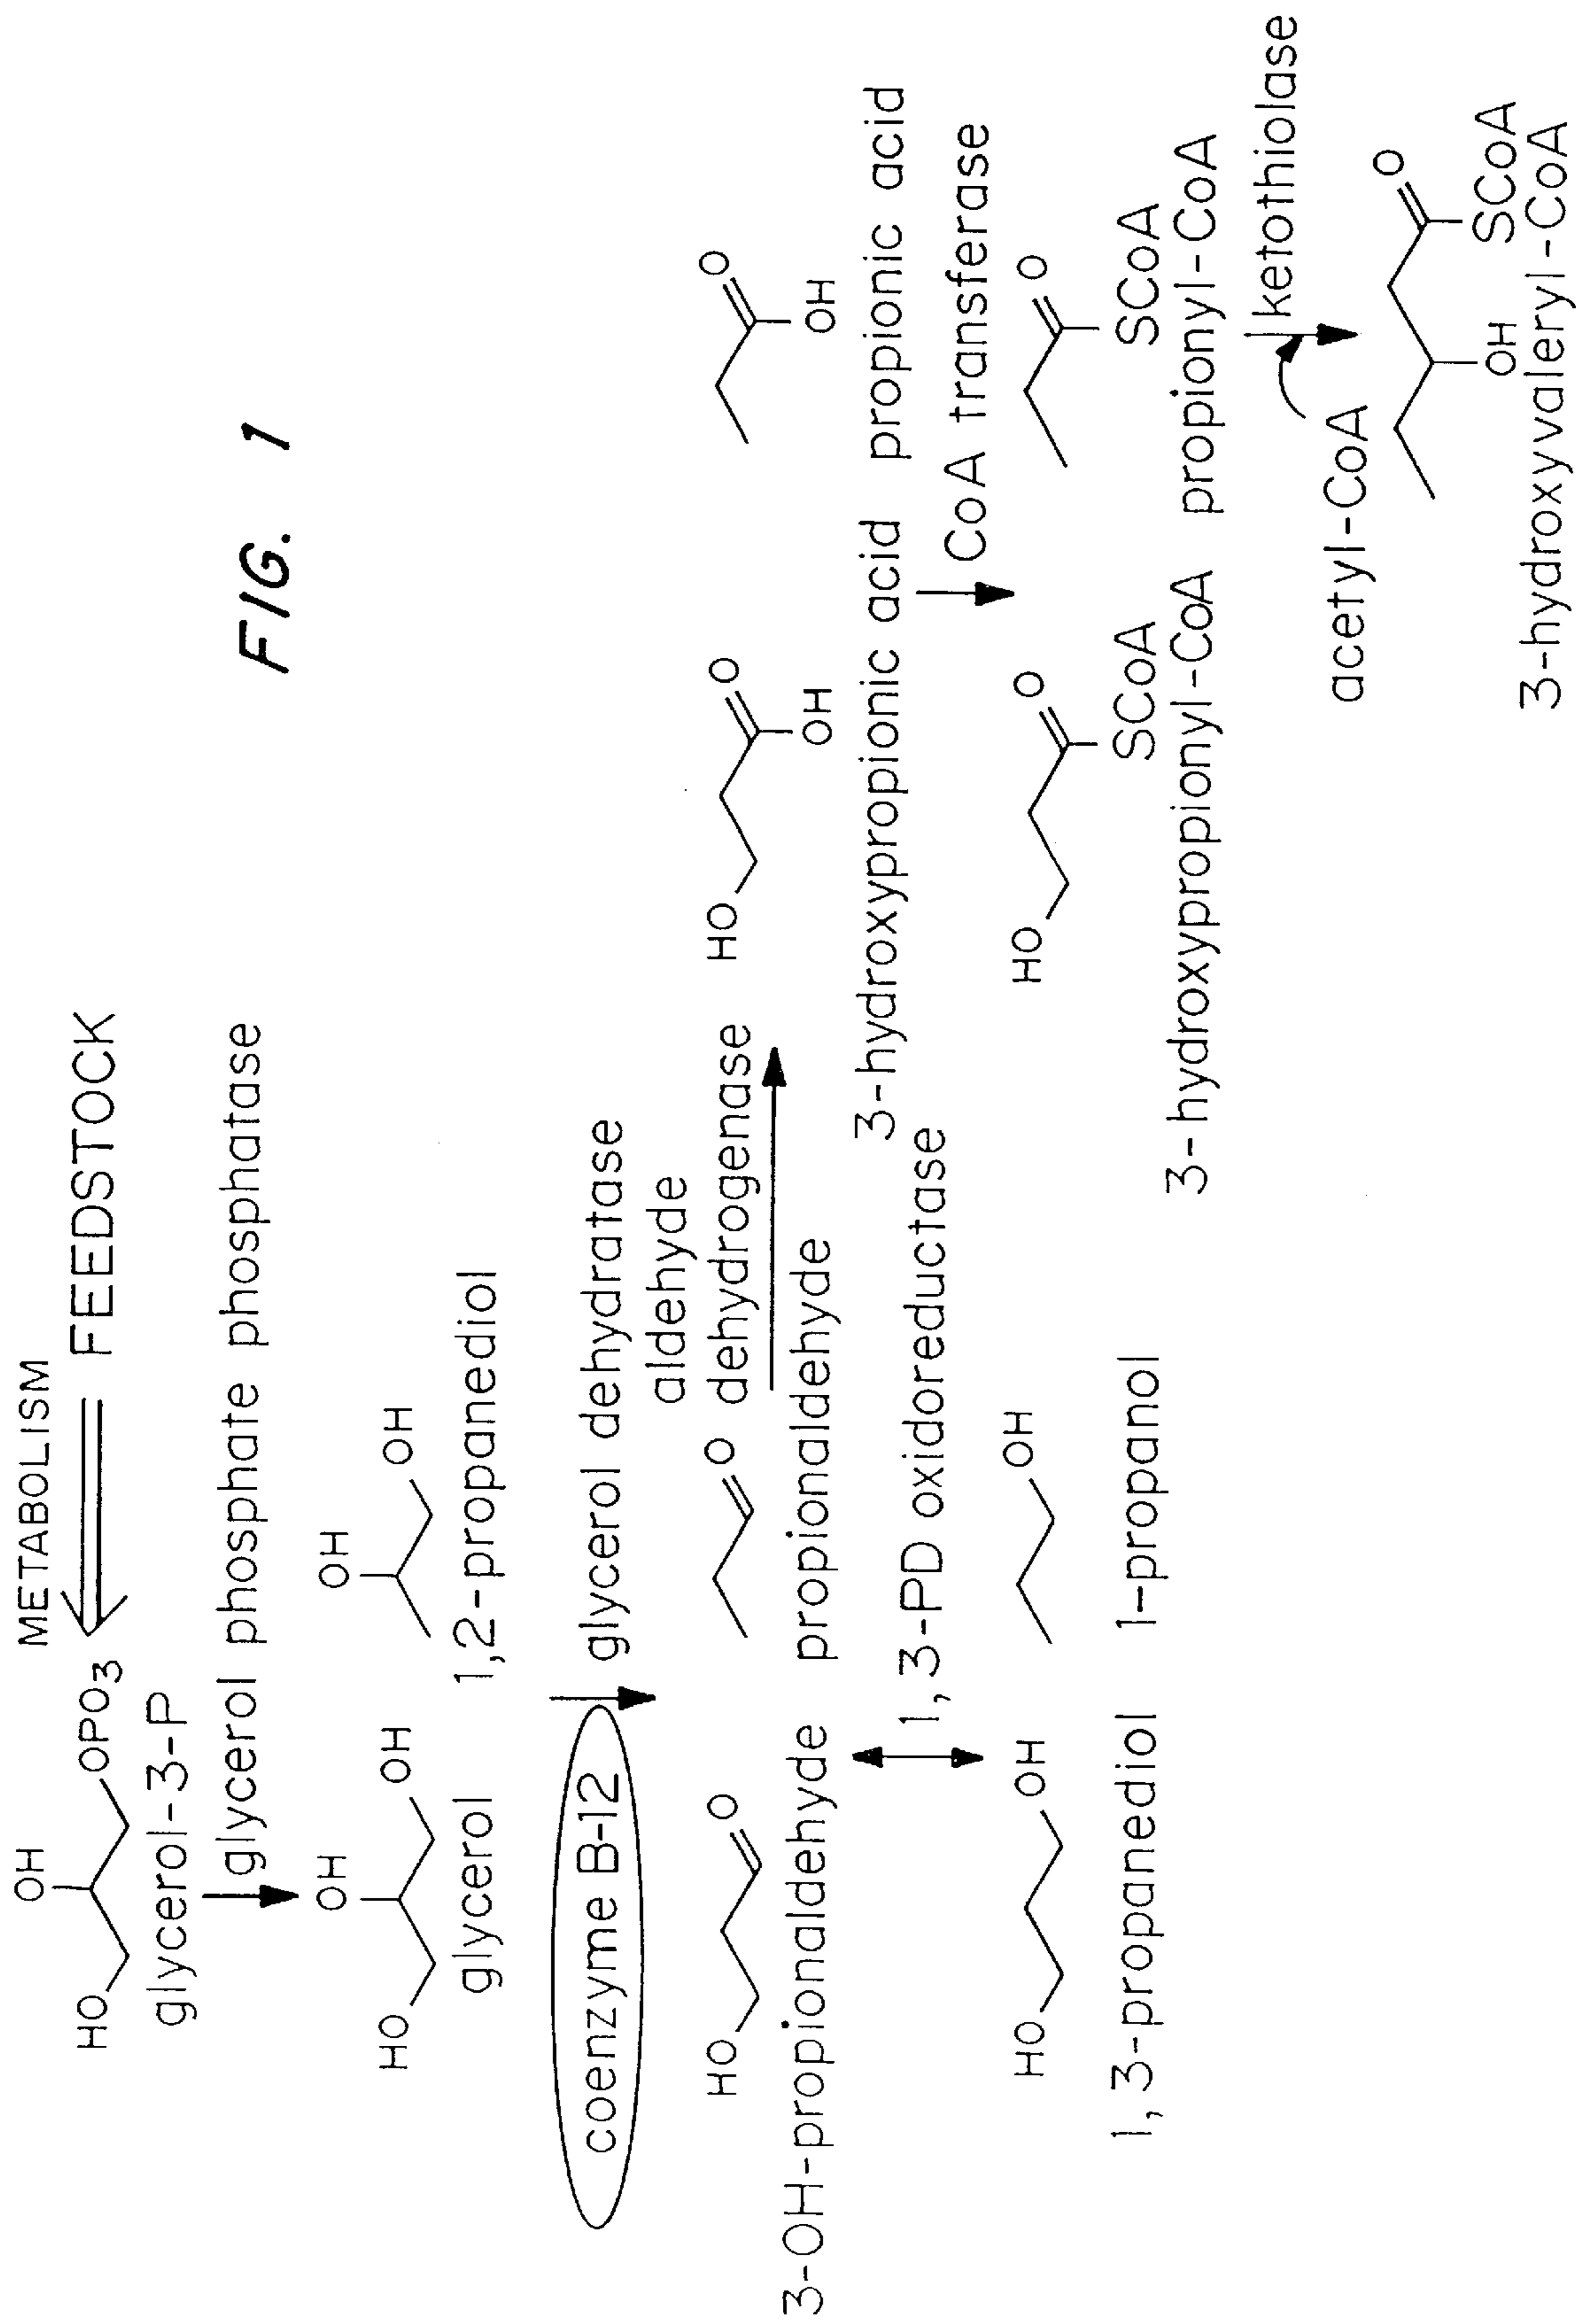 FIG. 1
METABOLISM
FEEDSTOCK
OH
HO
OPO3
glycerol-3-P
glycerol phosphate phosphatase
OH
HO
OH
glycerol
OH
OH
1,2-propanediol
coenzyme B-12
glycerol dehydratase
HO
O
3-OH-propionaldehyde
O
propionaldehyde
aldehyde
dehydrogenase
1,3-PD oxidoreductase
HO
OH
1,3-propanediol
OH
1-propanol
HO
O
OH
3-hydroxypropionic acid
O
OH
propionic acid
CoA transferase
HO
O
SCoA
3-hydroxypropionyl-CoA
O
SCoA
propionyl-CoA
ketothiolase
acetyl-CoA
O
OH
SCoA
3-hydroxyvaleryl-CoA